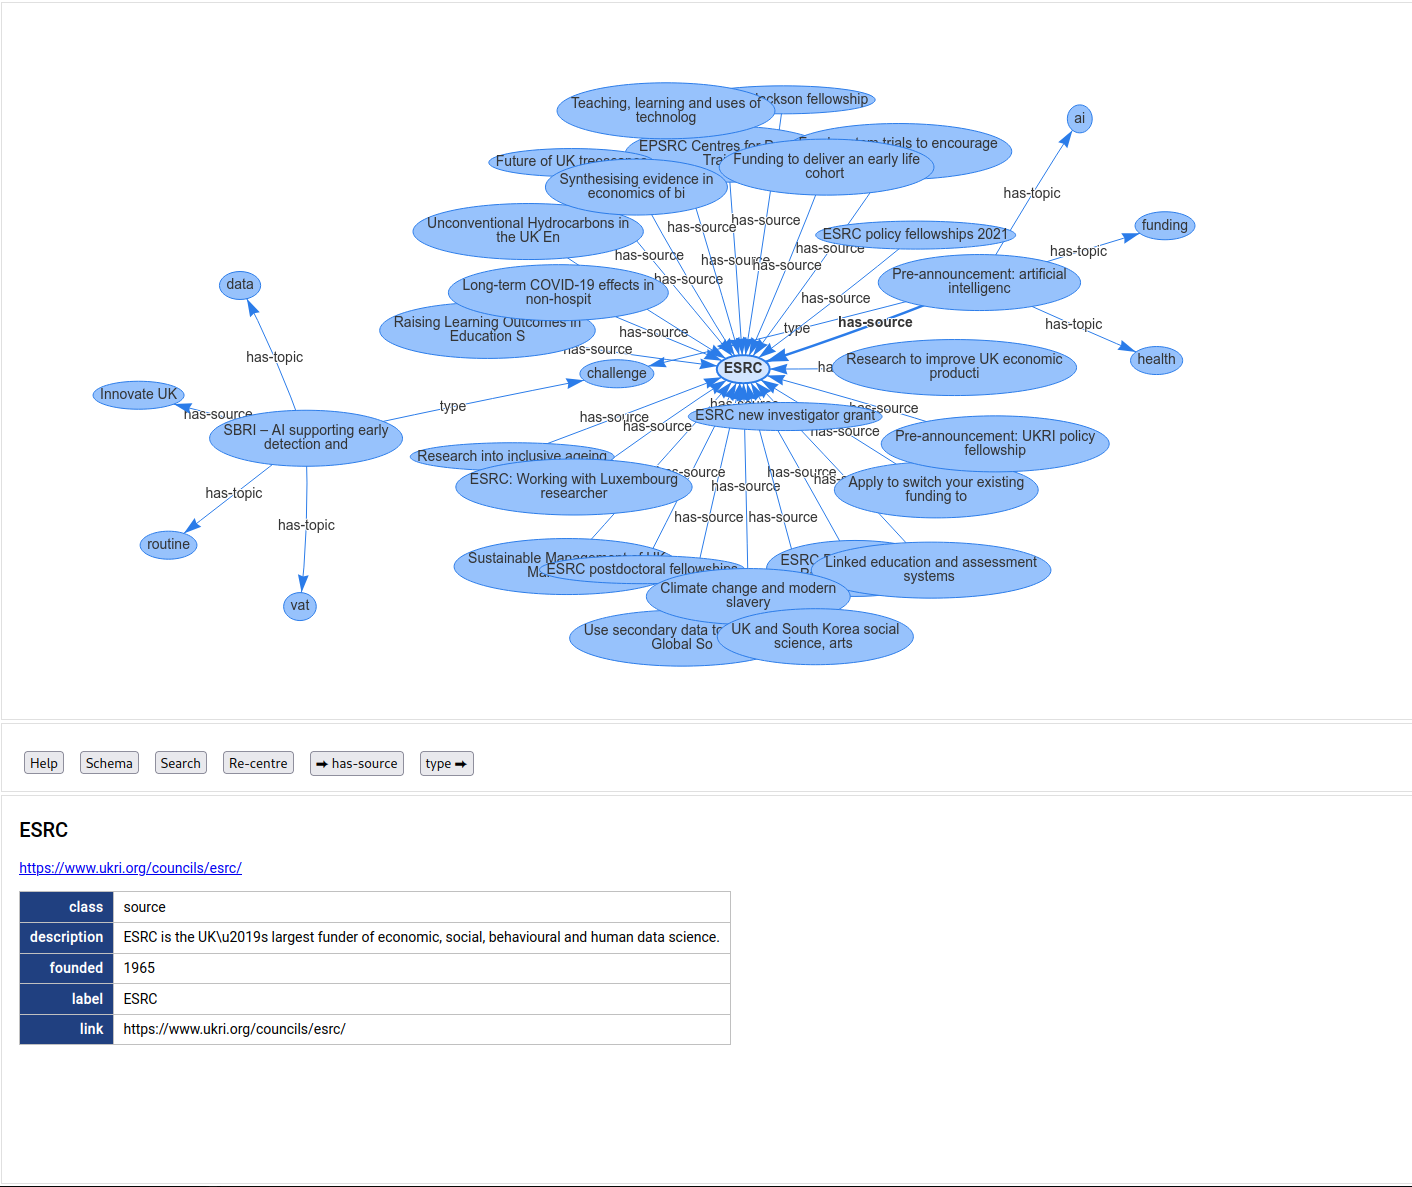 Teaching, learning and uses of
technolog
ckson fellowship
ai
EPSRC Centres for
trials to encourage
Future of UK treescapes
Funding to deliver an early life
cohort
Synthesising evidence in
economics of bi
has-topic
has-source
has-source
Unconventional Hydrocarbons in
the UK En
ESRC policy fellowships 2021
funding
has-source
has-source
has-topic
has-source
has-source
has-source
Pre-announcement: artificial
intelligenc
data
Long-term COVID-19 effects in
non-hospit
has-source
Raising Learning Outcomes in
Education S
has-source
type
has-source
has-topic
has-source
has-topic
challenge
ESRC
Research to improve UK economic
producti
health
Innovate UK
type
has-source
has-source
has-source
has-source
has-source
ESRC new investigator grant
has-source
SBRI – AI supporting early
detection and
Pre-announcement: UKRI policy
fellowship
Research into inclusive ageing
has-source
has-source
ESRC: Working with Luxembourg
researcher
has-source
Apply to switch your existing
funding to
has-topic
has-source
has-source
has-topic
routine
Sustainable Management of UK
ESRC
Linked education and assessment
systems
ESRC postdoctoral fellowships
Climate change and modern
slavery
vat
Use secondary data to
Global So
UK and South Korea social
science, arts
Help
Schema
Search
Re-centre
➡ has-source
type ➡
ESRC
https://www.ukri.org/councils/esrc/
class source
description ESRC is the UK\u2019s largest funder of economic, social, behavioural and human data science.
founded 1965
label ESRC
link https://www.ukri.org/councils/esrc/